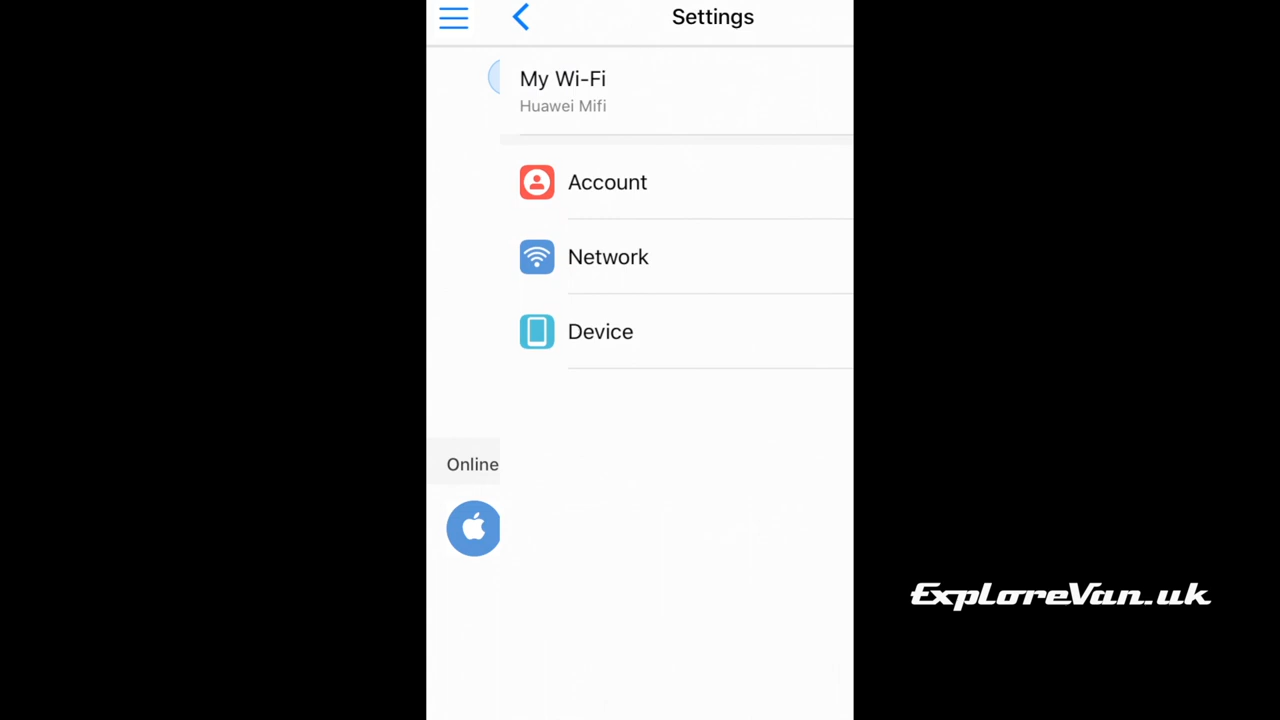 Settings
My Wi-Fi
Huawei Mifi
Account
Network
Device
Online
ExploreVan.uk